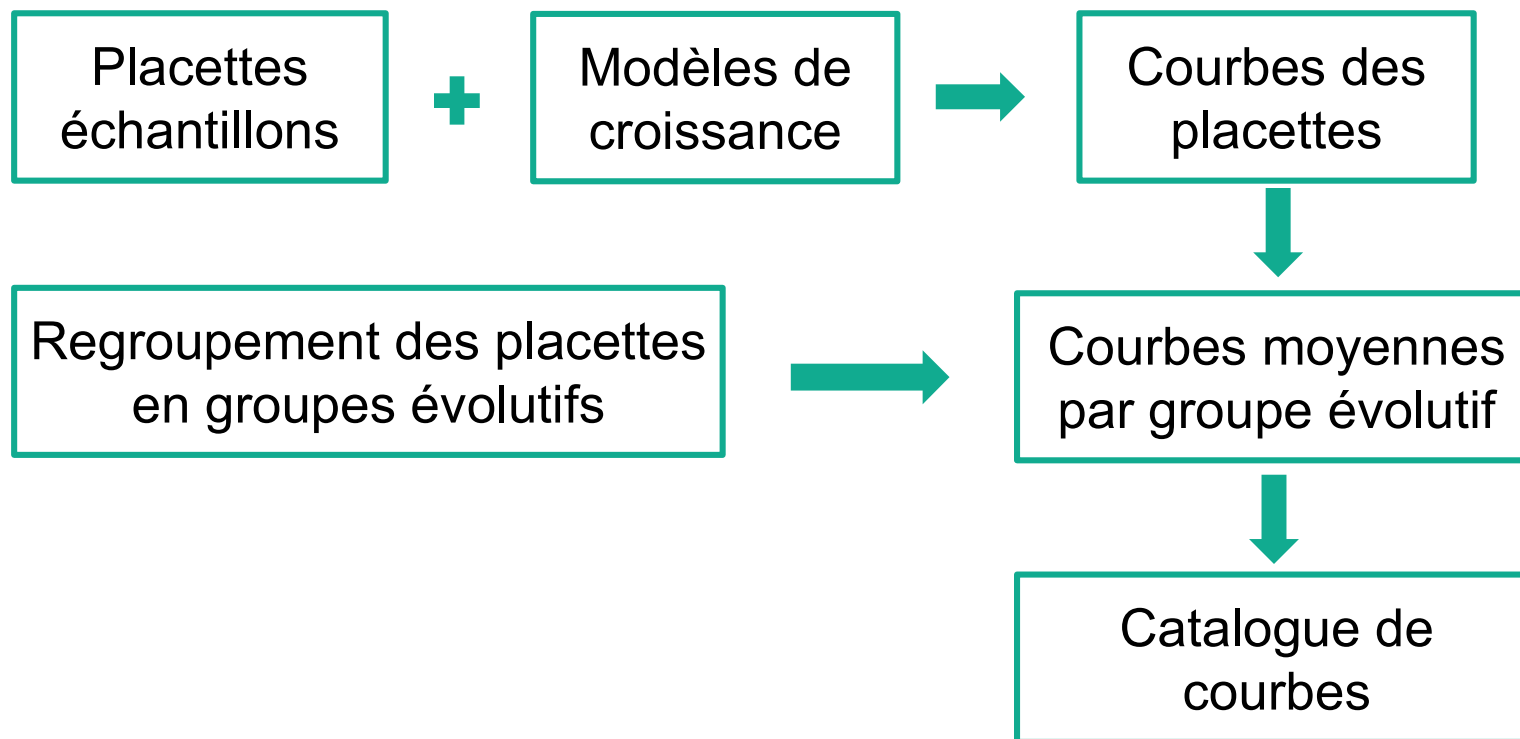 Placettes
échantillons
Modèles de
croissance
Courbes des
placettes
Regroupement des placettes
en groupes évolutifs
Courbes moyennes
par groupe évolutif
Catalogue de
courbes